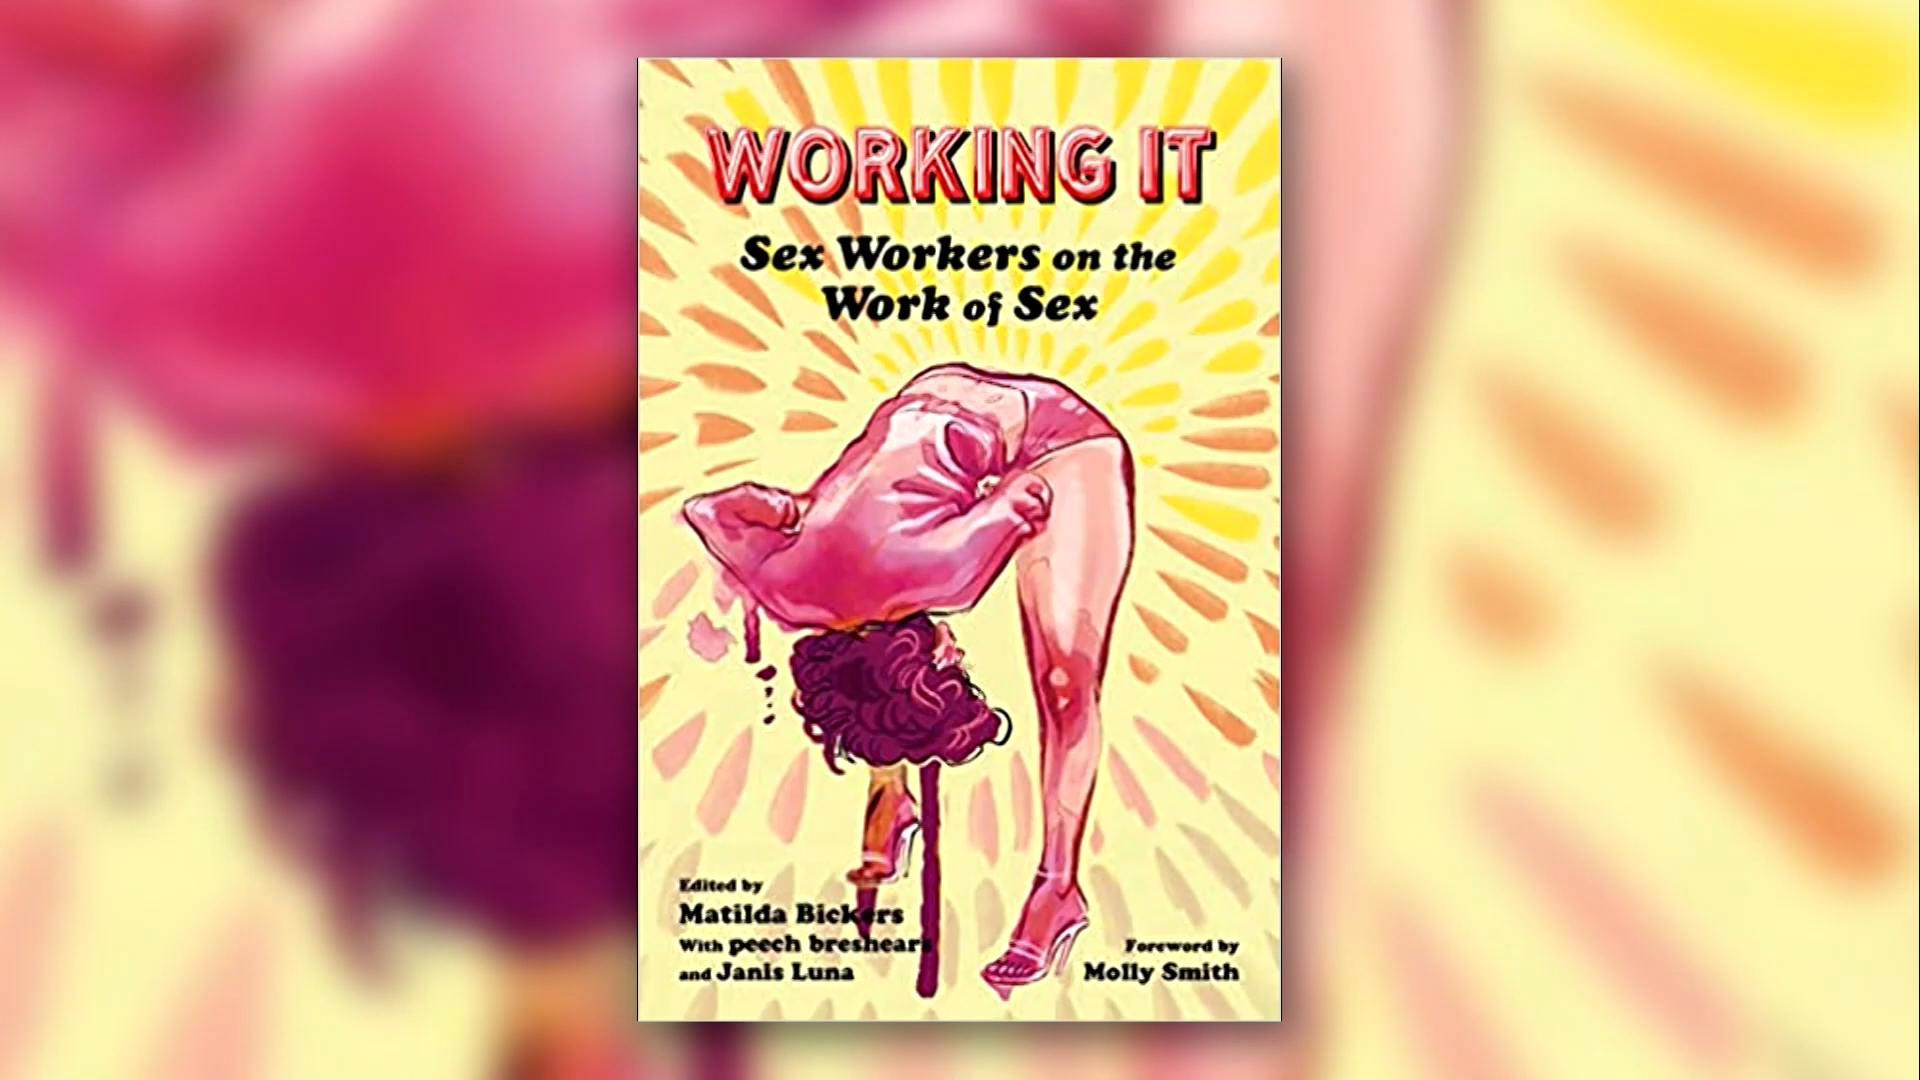 WORKING IT
Sex Workers on the
Work of Sex
Edited by
Matilda Bickers
With peech breshears
and Janis Luna
Foreword by
Molly Smith